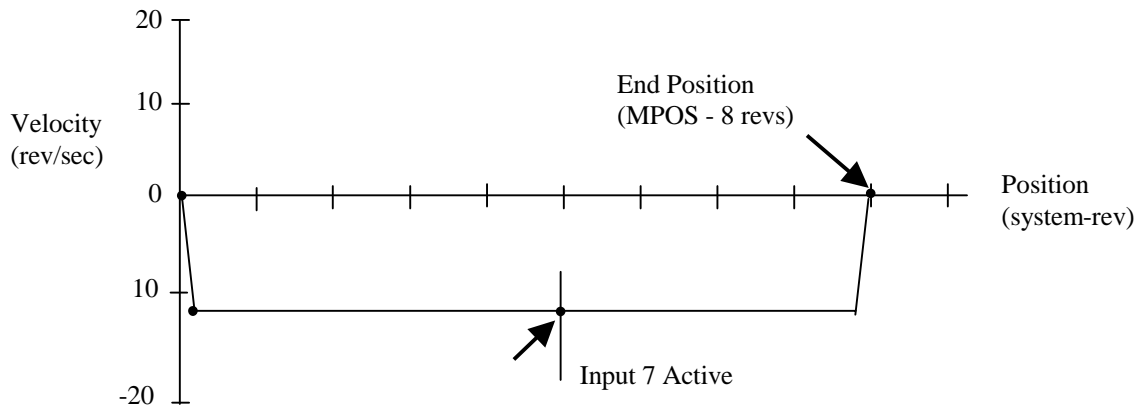 20
10
End Position
(MPOS - 8 revs)
Velocity
(rev/sec)
0
Position
(system-rev)
10
Input 7 Active
-20